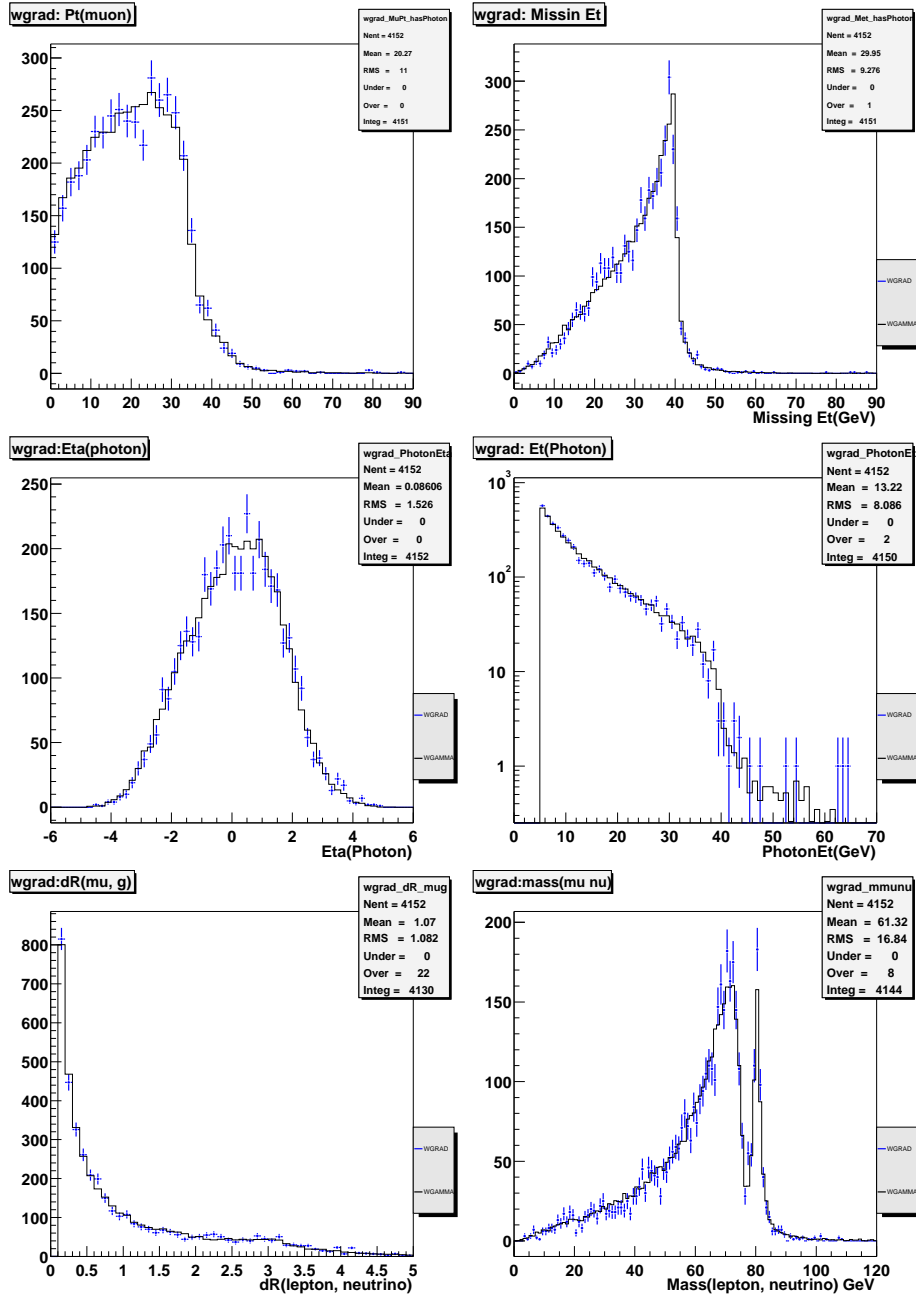 wgrad: Pt(muon)
wgrad_MuPt_hasPhoton
Nent = 4152
Mean = 20.27
RMS = 11
Under = 0
Over = 0
Integ = 4151
300
250
200
150
100
50
0
0 10 20 30 40 50 60 70 80 90
wgrad: Missin Et
wgrad_Met_hasPhoton
Nent = 4152
Mean = 29.95
RMS = 9.276
Under = 0
Over = 1
Integ = 4151
300
250
200
150
100
50
0
0 10 20 30 40 50 60 70 80 90
Missing Et(GeV)
WGRAD
WGAMMA
wgrad:Eta(photon)
wgrad_PhotonEta
Nent = 4152
Mean = 0.08606
RMS = 1.526
Under = 0
Over = 0
Integ = 4152
250
200
150
100
50
0
-6 -4 -2 0 2 4 6
Eta(Photon)
WGRAD
WGAMMA
wgrad: Et(Photon)
wgrad_PhotonEt
Nent = 4152
Mean = 13.22
RMS = 8.086
Under = 0
Over = 2
Integ = 4150
10³
10²
10
1
0 10 20 30 40 50 60 70
PhotonEt(GeV)
WGRAD
WGAMMA
wgrad:dR(mu, g)
wgrad_dR_mug
Nent = 4152
Mean = 1.07
RMS = 1.082
Under = 0
Over = 22
Integ = 4130
800
700
600
500
400
300
200
100
0
0 0.5 1 1.5 2 2.5 3 3.5 4 4.5 5
dR(lepton, neutrino)
WGRAD
WGAMMA
wgrad:mass(mu nu)
wgrad_mmunu
Nent = 4152
Mean = 61.32
RMS = 16.84
Under = 0
Over = 8
Integ = 4144
200
150
100
50
0
0 20 40 60 80 100 120
Mass(lepton, neutrino) GeV
WGRAD
WGAMMA